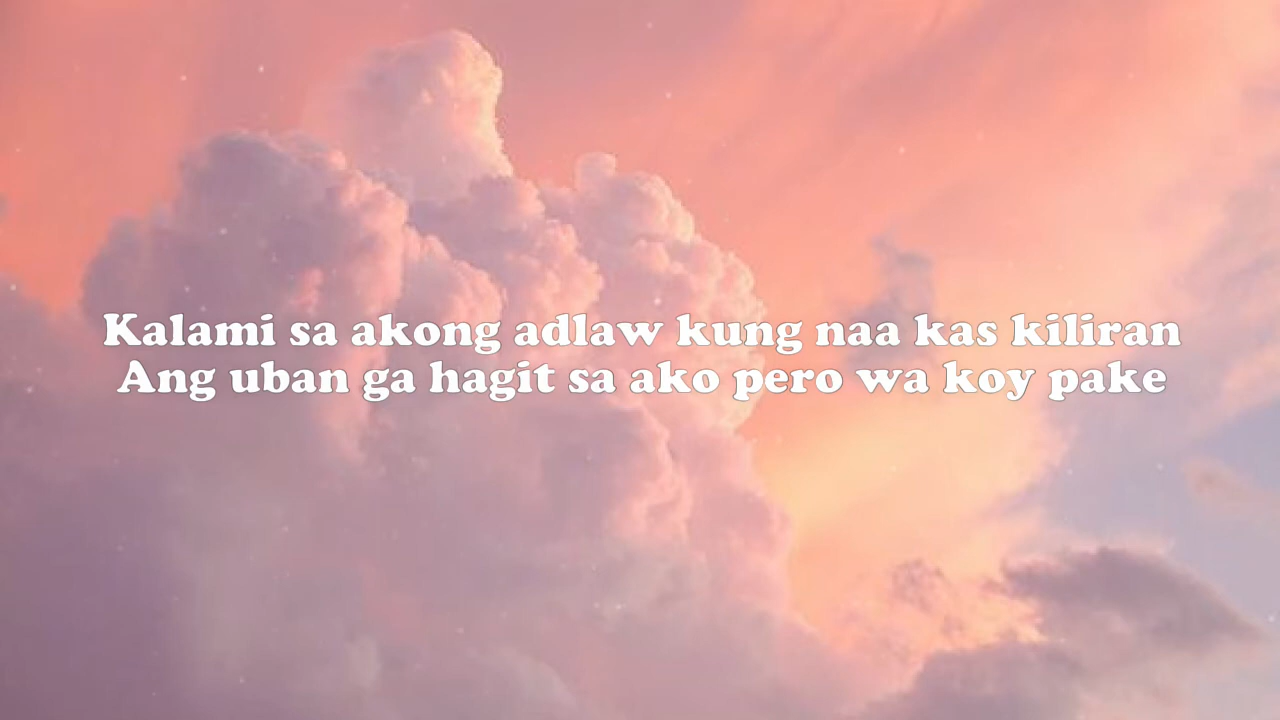 Kalami sa akong adlaw kung naa kas kiliran
Ang uban ga hagit sa ako pero wa koy pake